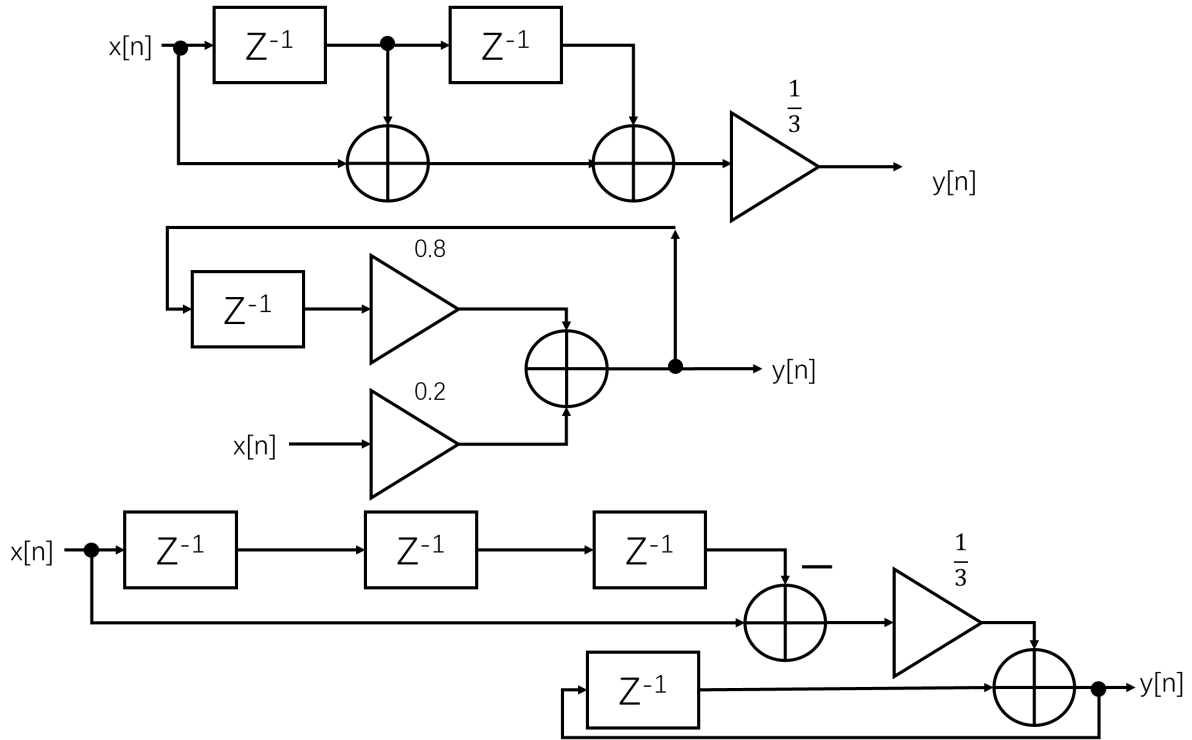 x[n] Z⁻¹ Z⁻¹
1
3
y[n]
0.8
Z⁻¹
y[n]
0.2
x[n]
x[n] Z⁻¹ Z⁻¹ Z⁻¹
1
3
−
Z⁻¹ y[n]